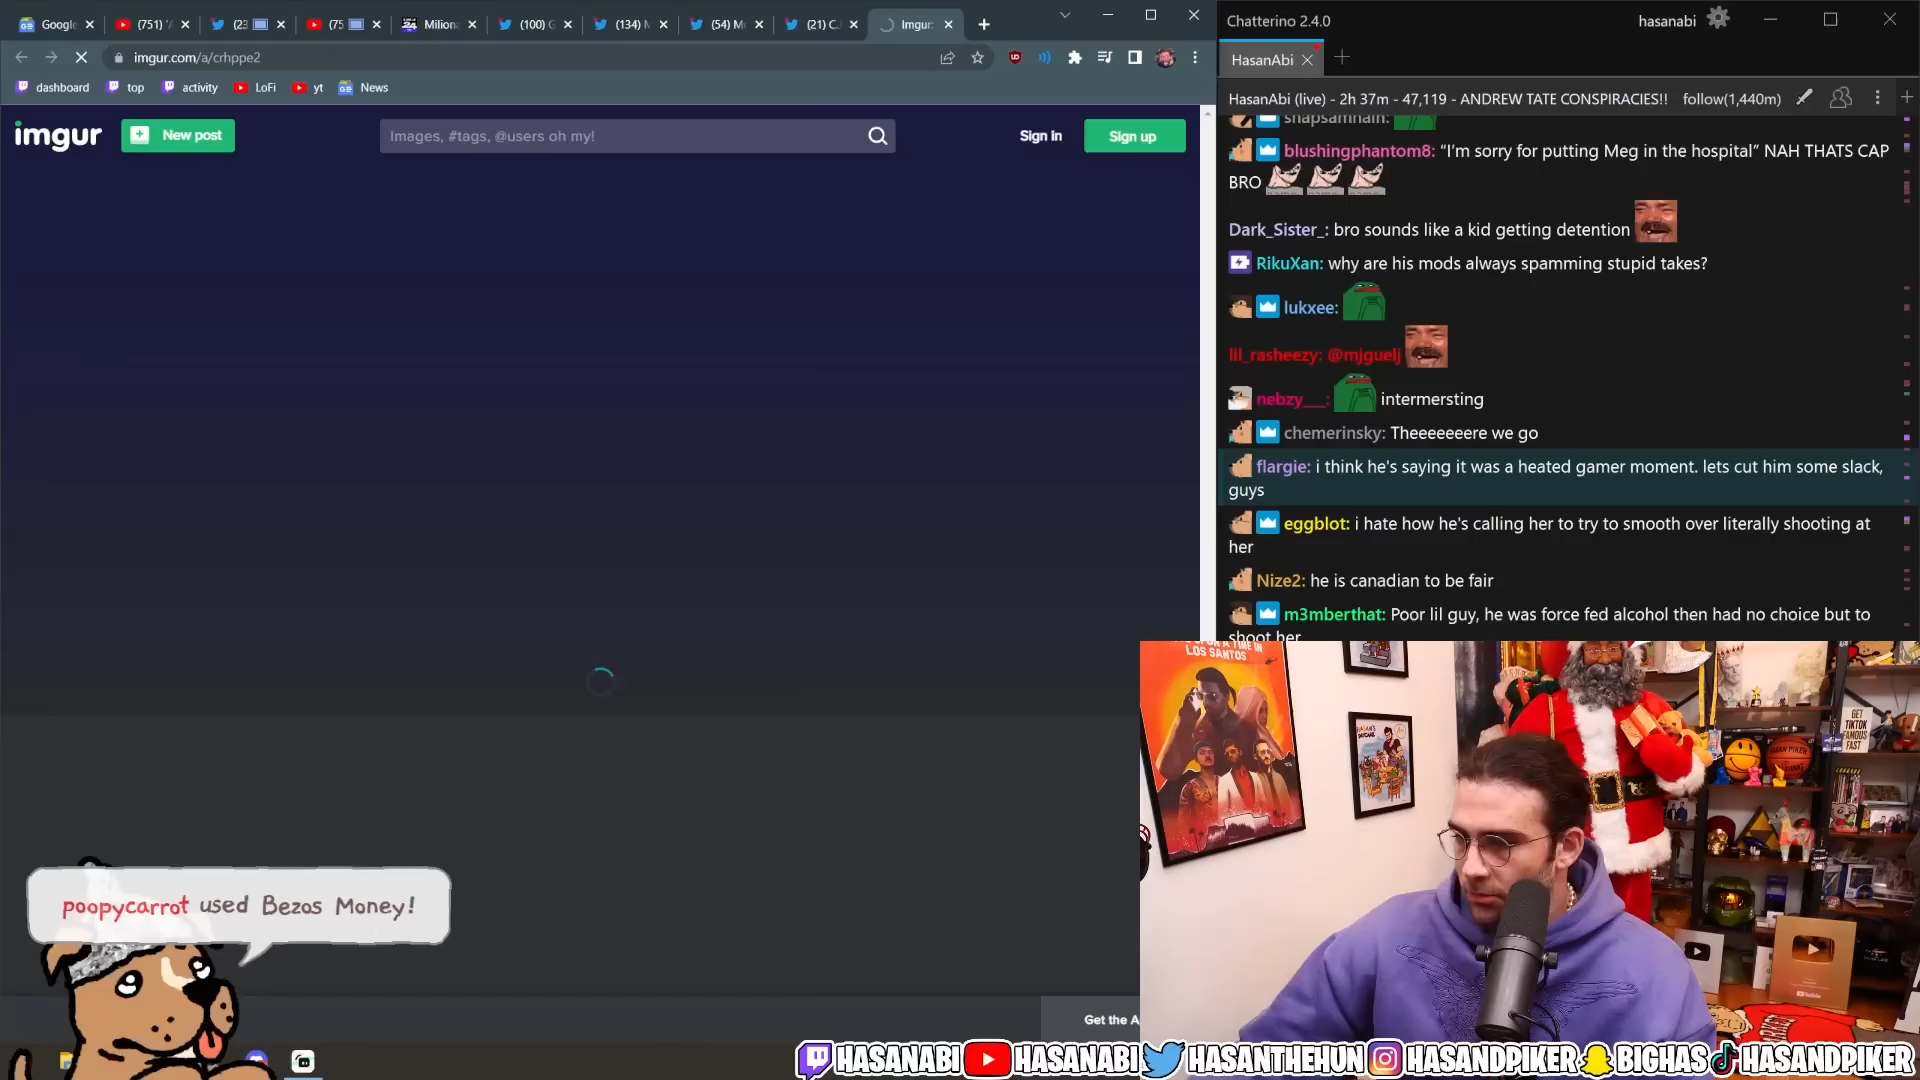 Google
(751) 'A
(23
(75
Miliona
(100) G
(134) M
(54) Mo
(21) C
Imgur:
imgur.com/a/crhppe2
dashboard
top
activity
LoFi
yt
News
imgur
New post
Images, #tags, @users oh my!
Sign in
Sign up
Get the A
poopycarrot used Bezos Money!
Chatterino 2.4.0
hasanabi
HasanAbi
HasanAbi (live) - 2h 37m - 47,119 - ANDREW TATE CONSPIRACIES!! follow(1,440m)
snapsamhain:
blushingphantom8: “I’m sorry for putting Meg in the hospital” NAH THATS CAP
BRO
Dark_Sister_: bro sounds like a kid getting detention
RikuXan: why are his mods always spamming stupid takes?
lukxee:
lil_rasheezy: @mjguelj
nebzy___: intermersting
chemerinsky: Theeeeeeere we go
flargie: i think he's saying it was a heated gamer moment. lets cut him some slack,
guys
eggblot: i hate how he's calling her to try to smooth over literally shooting at
her
Nize2: he is canadian to be fair
m3mberthat: Poor lil guy, he was force fed alcohol then had no choice but to
shoot her
LOS SANTOS
GET
TIKTOK
FAMOUS
FAST
HASAN PIKER
HASANABI
HASANABI
HASANTHEHUN
HASANDPIKER
BIGHAS
HASANDPIKER